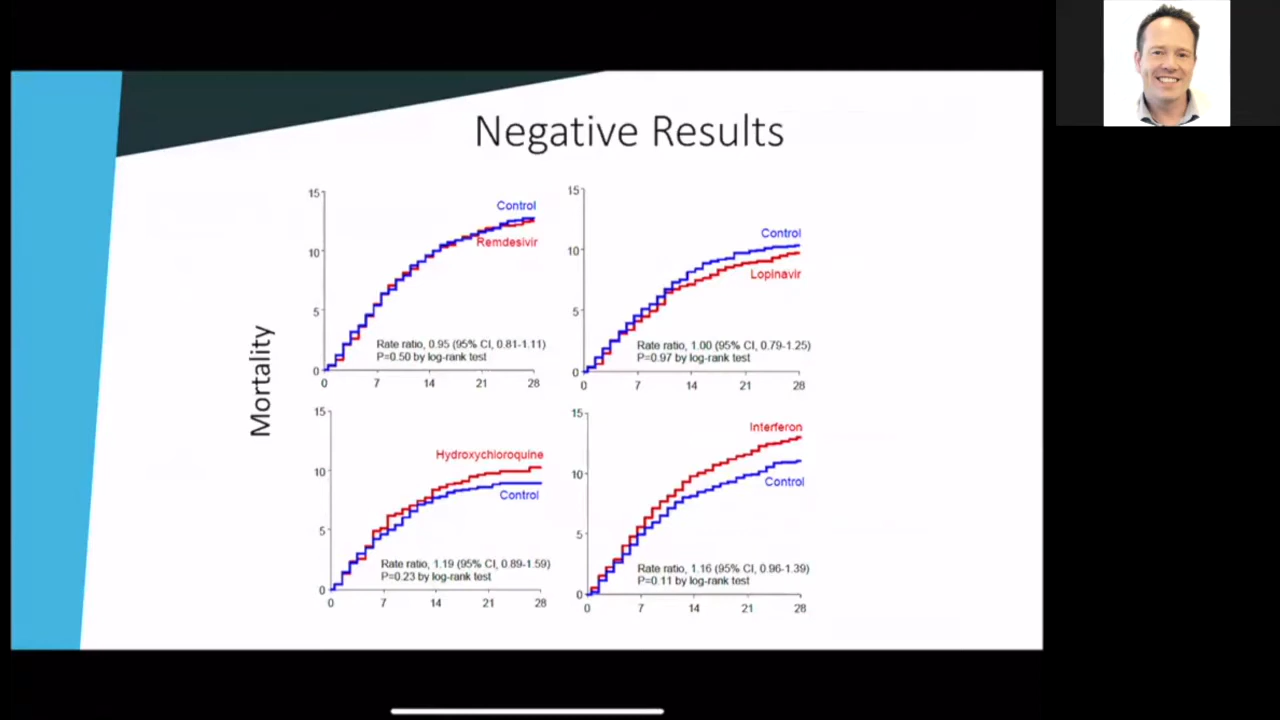 Negative Results
Mortality
15
10
5
0
0 7 14 21 28
Control
Remdesivir
Rate ratio, 0.95 (95% CI, 0.81-1.11)
P=0.50 by log-rank test
15
10
5
0
0 7 14 21 28
Control
Lopinavir
Rate ratio, 1.00 (95% CI, 0.79-1.25)
P=0.97 by log-rank test
15
10
5
0
0 7 14 21 28
Hydroxychloroquine
Control
Rate ratio, 1.19 (95% CI, 0.89-1.59)
P=0.23 by log-rank test
15
10
5
0
0 7 14 21 28
Interferon
Control
Rate ratio, 1.16 (95% CI, 0.96-1.39)
P=0.11 by log-rank test